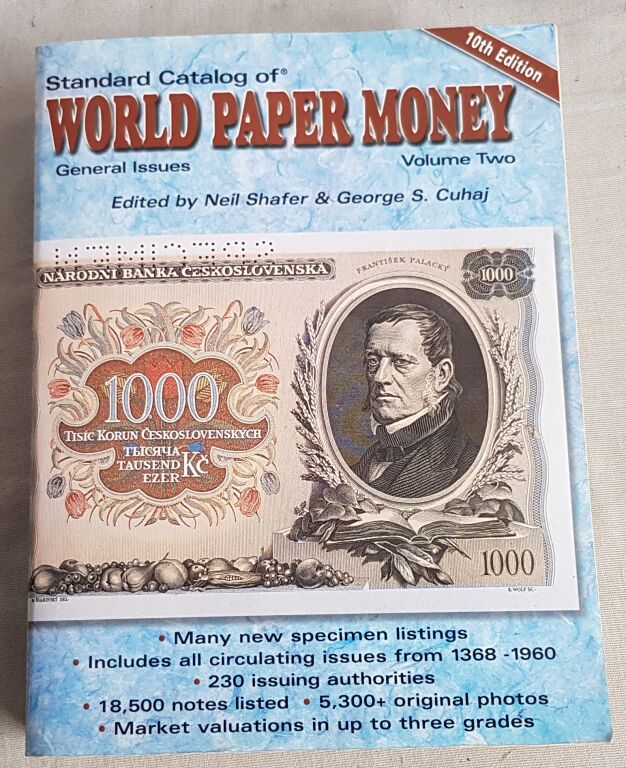 10th Edition
Standard Catalog of®
WORLD PAPER MONEY
General Issues
Volume Two
Edited by Neil Shafer & George S. Cuhaj
NÁRODNÍ BANKA ČESKOSLOVENSKÁ
FRANTIŠEK PALACKÝ
1000
1000
TISÍC KORUN ČESKOSLOVENSKÝCH
ТЫСЯЧА
TAUSEND Kč
EZER
1000
K. WOLF SC.
• Many new specimen listings
• Includes all circulating issues from 1368 -1960
• 230 issuing authorities
• 18,500 notes listed • 5,300+ original photos
• Market valuations in up to three grades